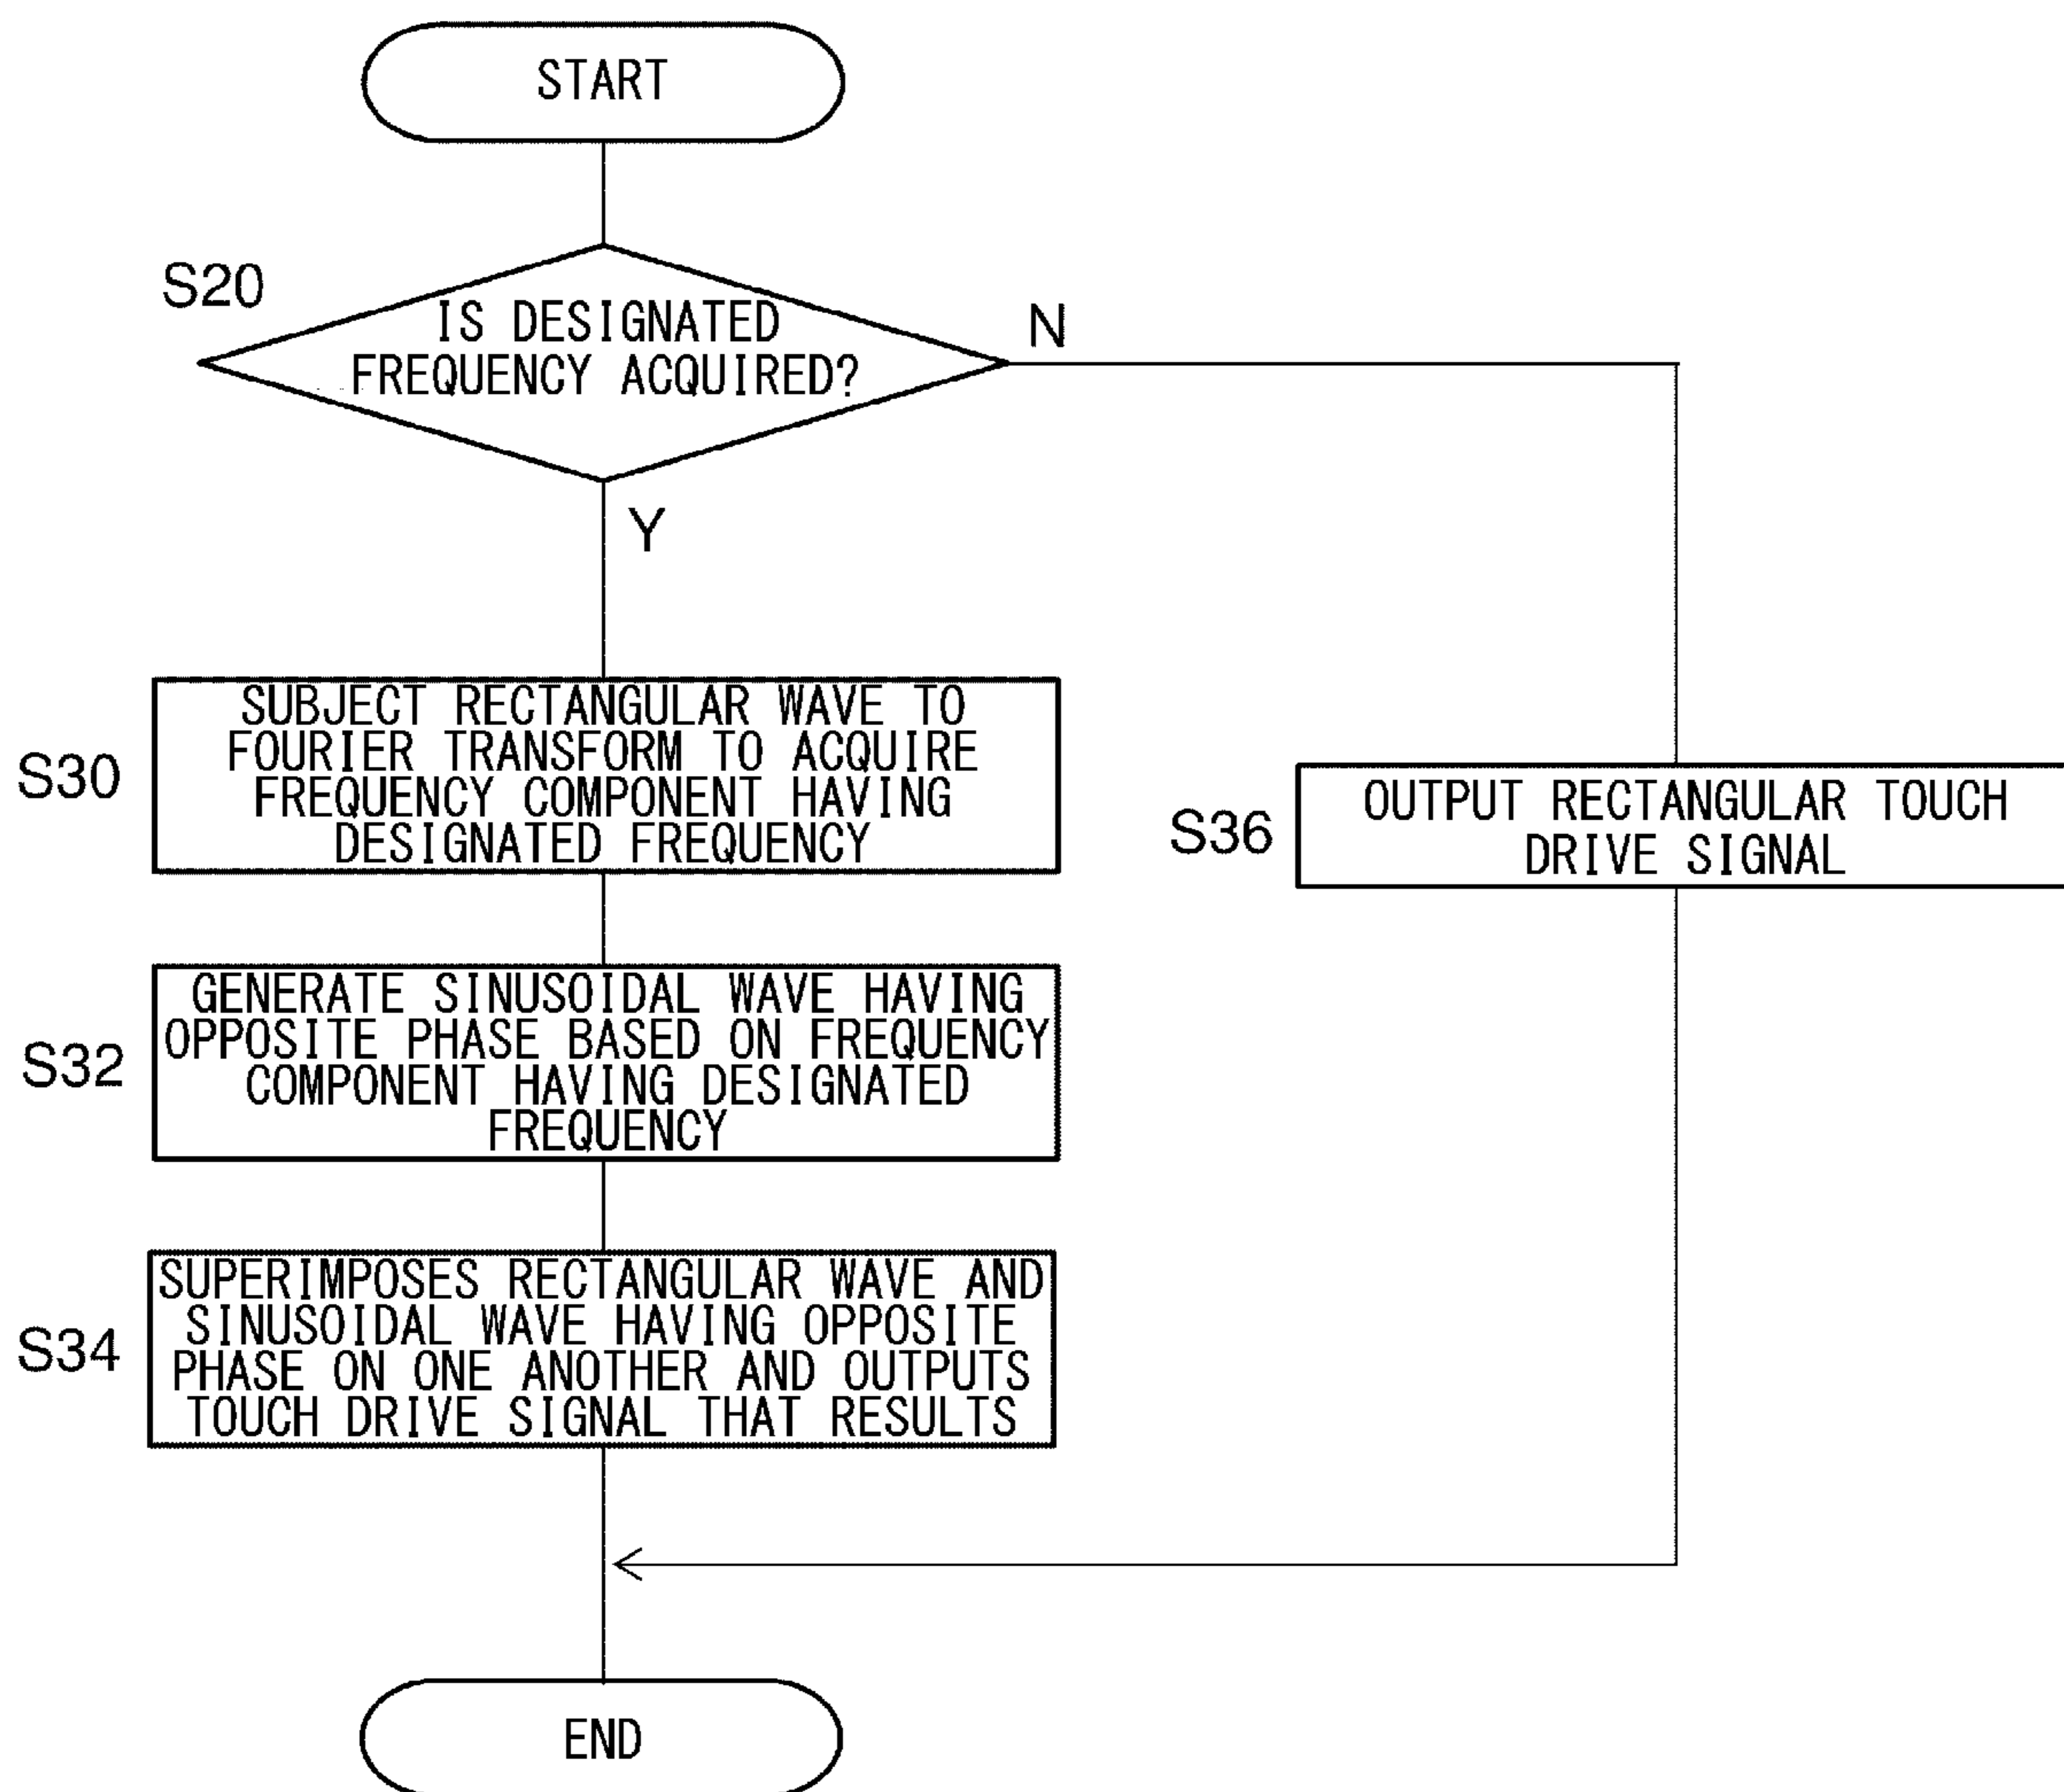 START
S20
IS DESIGNATED
FREQUENCY ACQUIRED?
N
Y
S30
SUBJECT RECTANGULAR WAVE TO
FOURIER TRANSFORM TO ACQUIRE
FREQUENCY COMPONENT HAVING
DESIGNATED FREQUENCY
S36
OUTPUT RECTANGULAR TOUCH
DRIVE SIGNAL
S32
GENERATE SINUSOIDAL WAVE HAVING
OPPOSITE PHASE BASED ON FREQUENCY
COMPONENT HAVING DESIGNATED
FREQUENCY
S34
SUPERIMPOSES RECTANGULAR WAVE AND
SINUSOIDAL WAVE HAVING OPPOSITE
PHASE ON ONE ANOTHER AND OUTPUTS
TOUCH DRIVE SIGNAL THAT RESULTS
END